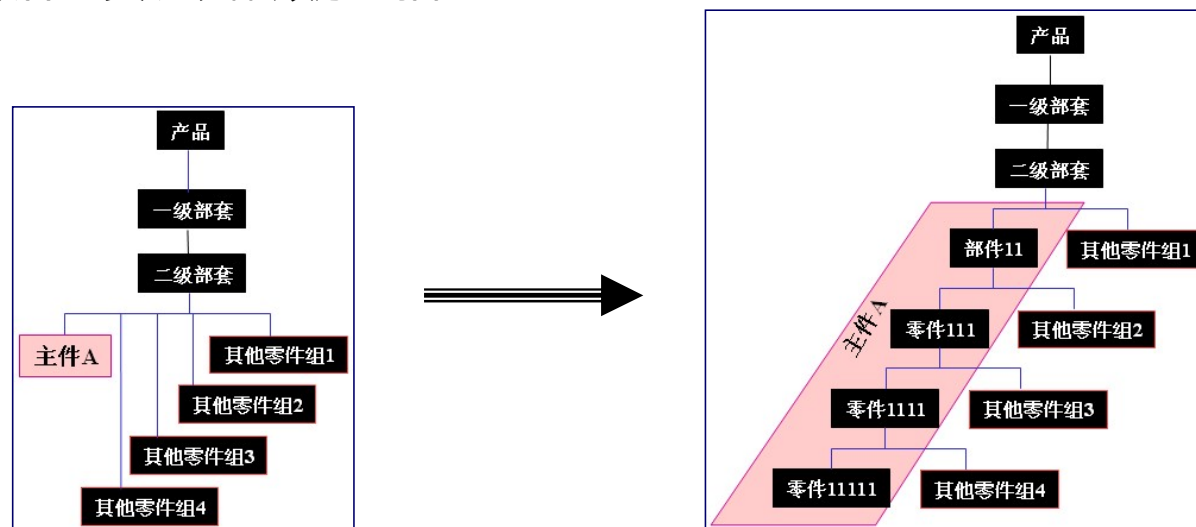 产品
一级部套
二级部套
主件A
其他零件组1
其他零件组2
其他零件组3
其他零件组4
产品
一级部套
二级部套
部件11
其他零件组1
主件A
零件111
其他零件组2
零件1111
其他零件组3
零件11111
其他零件组4